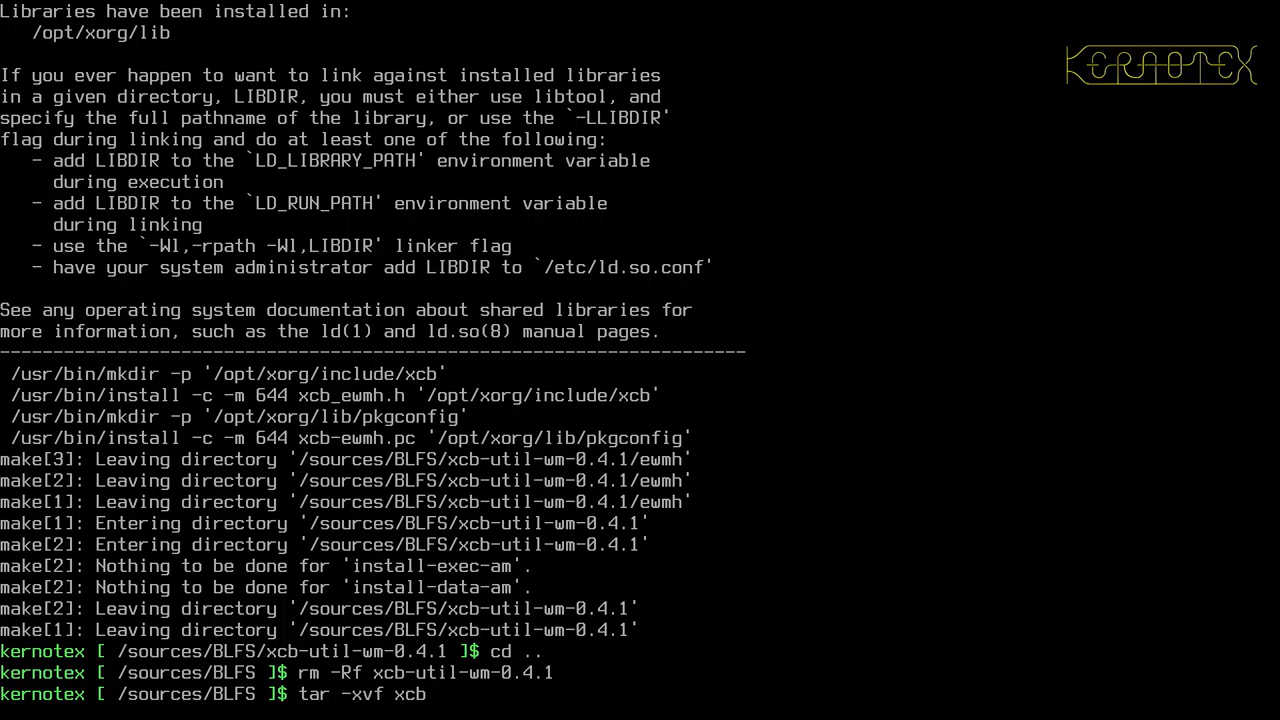 Libraries have been installed in:
   /opt/xorg/lib
KERNOTEX
If you ever happen to want to link against installed libraries
in a given directory, LIBDIR, you must either use libtool, and
specify the full pathname of the library, or use the `-LLIBDIR'
flag during linking and do at least one of the following:
   - add LIBDIR to the `LD_LIBRARY_PATH' environment variable
     during execution
   - add LIBDIR to the `LD_RUN_PATH' environment variable
     during linking
   - use the `-Wl,-rpath -Wl,LIBDIR' linker flag
   - have your system administrator add LIBDIR to `/etc/ld.so.conf'
See any operating system documentation about shared libraries for
more information, such as the ld(1) and ld.so(8) manual pages.
----------------------------------------------------------------------
 /usr/bin/mkdir -p '/opt/xorg/include/xcb'
 /usr/bin/install -c -m 644 xcb_ewmh.h '/opt/xorg/include/xcb'
 /usr/bin/mkdir -p '/opt/xorg/lib/pkgconfig'
 /usr/bin/install -c -m 644 xcb-ewmh.pc '/opt/xorg/lib/pkgconfig'
make[3]: Leaving directory '/sources/BLFS/xcb-util-wm-0.4.1/ewmh'
make[2]: Leaving directory '/sources/BLFS/xcb-util-wm-0.4.1/ewmh'
make[1]: Leaving directory '/sources/BLFS/xcb-util-wm-0.4.1/ewmh'
make[1]: Entering directory '/sources/BLFS/xcb-util-wm-0.4.1'
make[2]: Entering directory '/sources/BLFS/xcb-util-wm-0.4.1'
make[2]: Nothing to be done for 'install-exec-am'.
make[2]: Nothing to be done for 'install-data-am'.
make[2]: Leaving directory '/sources/BLFS/xcb-util-wm-0.4.1'
make[1]: Leaving directory '/sources/BLFS/xcb-util-wm-0.4.1'
kernotex [ /sources/BLFS/xcb-util-wm-0.4.1 ]$ cd ..
kernotex [ /sources/BLFS ]$ rm -Rf xcb-util-wm-0.4.1
kernotex [ /sources/BLFS ]$ tar -xvf xcb